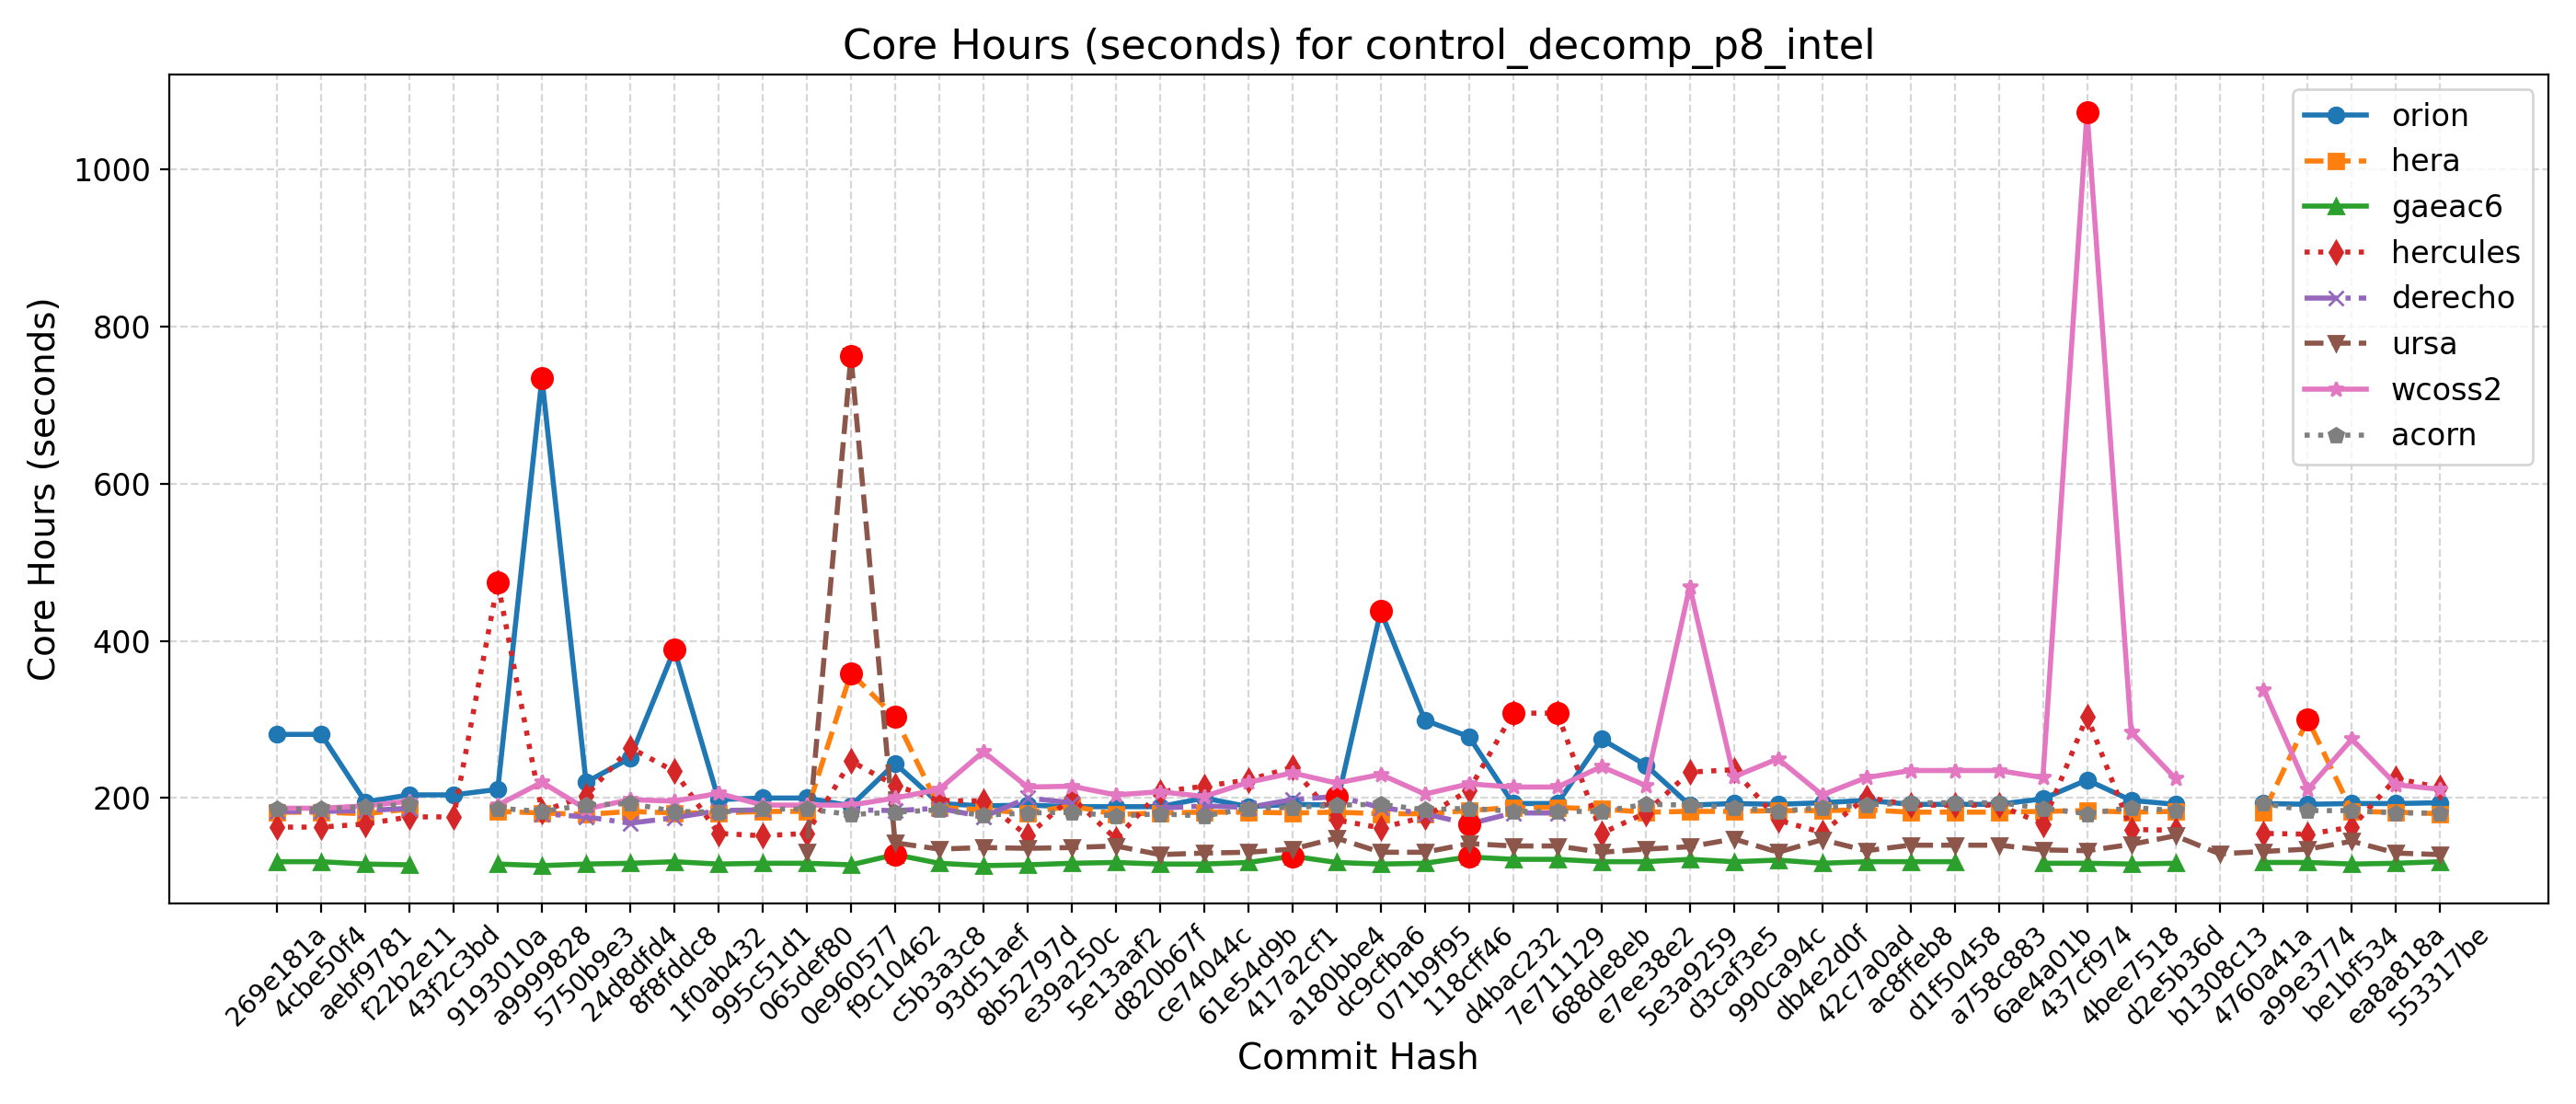 Core Hours (seconds) for control_decomp_p8_intel
Core Hours (seconds)
1000
800
600
400
200
orion
hera
gaeac6
hercules
derecho
ursa
wcoss2
acorn
269e181a
4cbe50f4
aebf9781
f22b2e11
43f2c3bd
9193010a
a9999828
5750b9e3
24d8dfd4
8f8fddc8
1f0ab432
995c51d1
065def80
0e960577
f9c10462
c5b3a3c8
93d51aef
8b52797d
e39a250c
5e13aaf2
d820b67f
ce74044c
61e54d9b
417a2cf1
a180bbe4
dc9cfba6
071b9f95
118cff46
d4bac232
7e711129
688de8eb
e7ee38e2
5e3a9259
d3caf3e5
990ca94c
db4e2d0f
42c7a0ad
ac8ffeb8
d1f50458
a758c883
6ae4a01b
437cf974
4bee7518
d2e5b36d
b1308c13
4760a41a
a99e3774
be1bf534
ea8a818a
553317be
Commit Hash